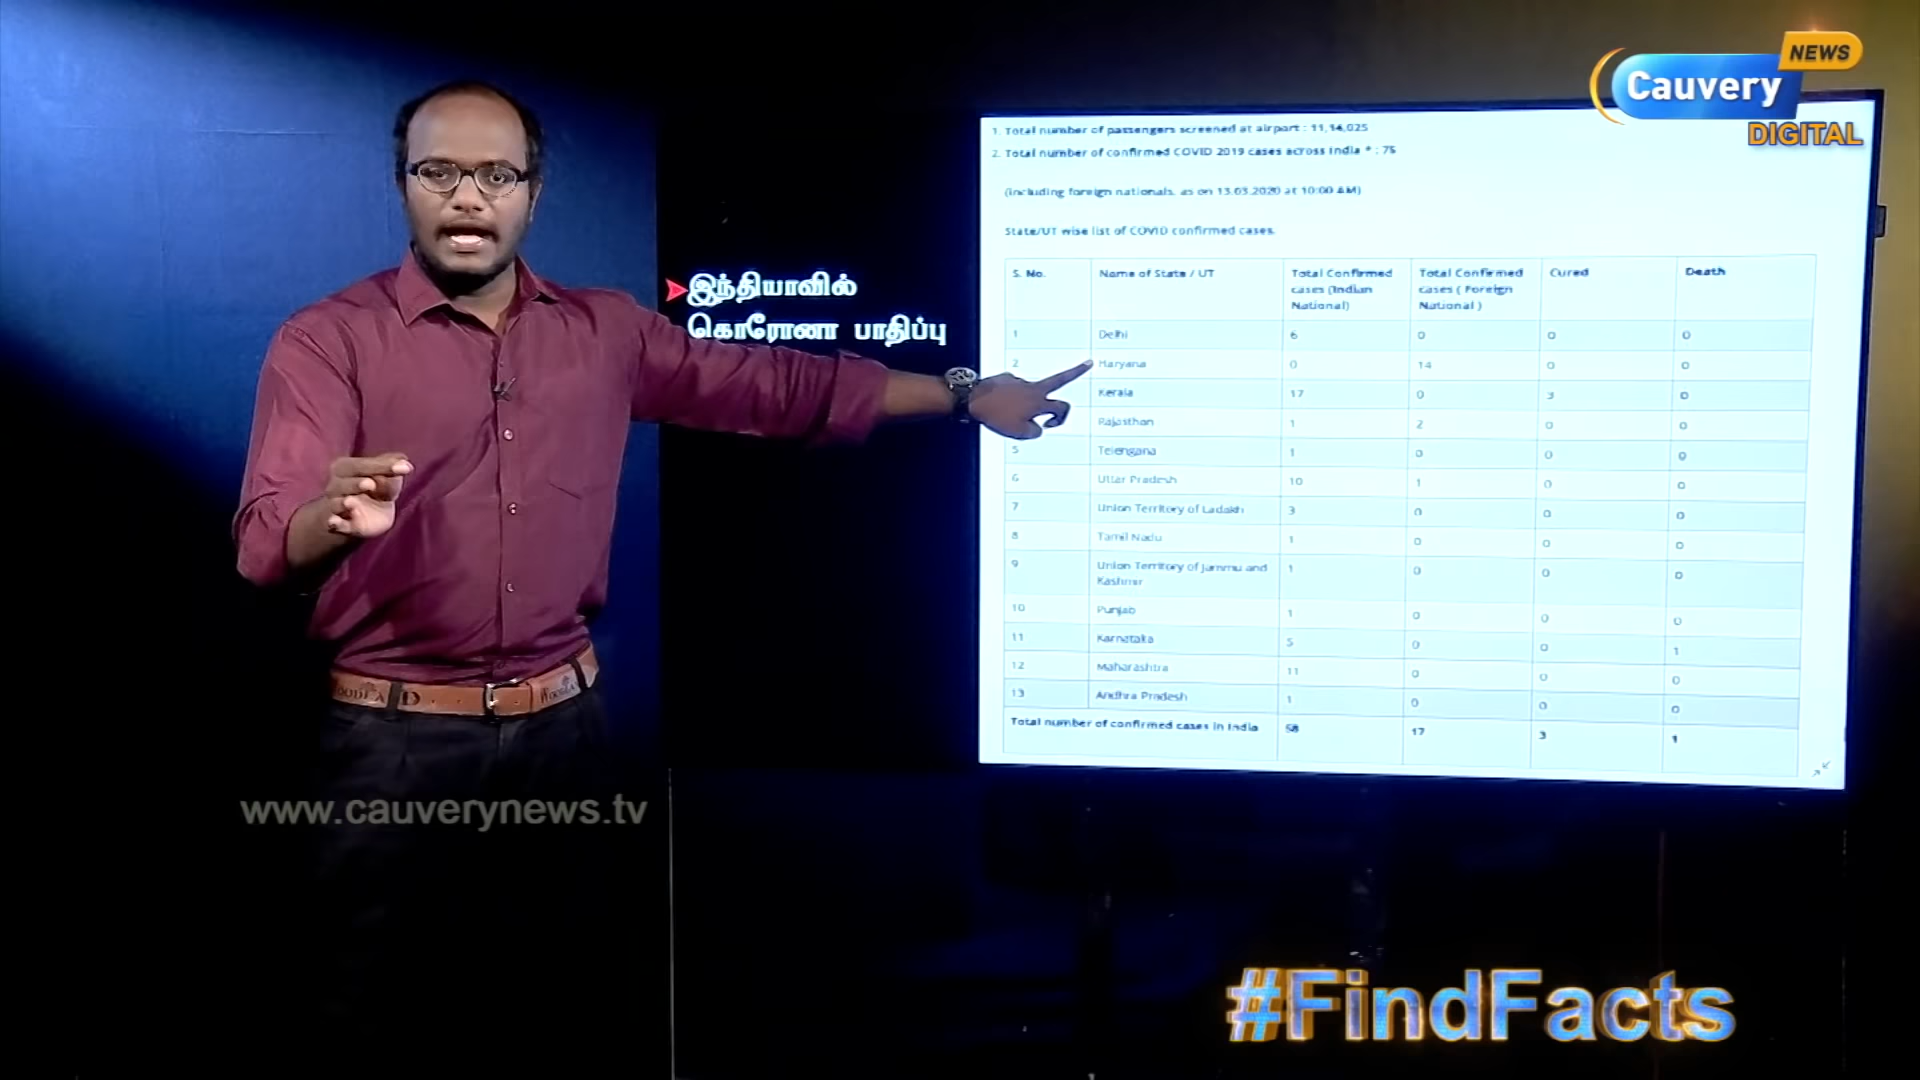 NEWS
Cauvery
DIGITAL
1. Total number of passengers screened at airport : 11,14,025
2. Total number of confirmed COVID 2019 cases across India * : 75
(including foreign nationals, as on 13.03.2020 at 10:00 AM)
State/UT wise list of COVID confirmed cases.
இந்தியாவில்
கொரோனா பாதிப்பு
S. No. Name of State / UT Total Confirmed cases (Indian National) Total Confirmed cases ( Foreign National ) Cured Death
1 Delhi 6 0 0 0
2 Haryana 0 14 0 0
Kerala 17 0 3 0
Rajasthan 1 2 0 0
5 Telengana 1 0 0 0
6 Uttar Pradesh 10 1 0 0
7 Union Territory of Ladakh 3 0 0 0
8 Tamil Nadu 1 0 0 0
9 Union Territory of Jammu and Kashmir 1 0 0 0
10 Punjab 1 0 0 0
11 Karnataka 5 0 0 1
12 Maharashtra 11 0 0 0
13 Andhra Pradesh 1 0 0 0
Total number of confirmed cases in India 58 17 3 1
www.cauverynews.tv
#FindFacts